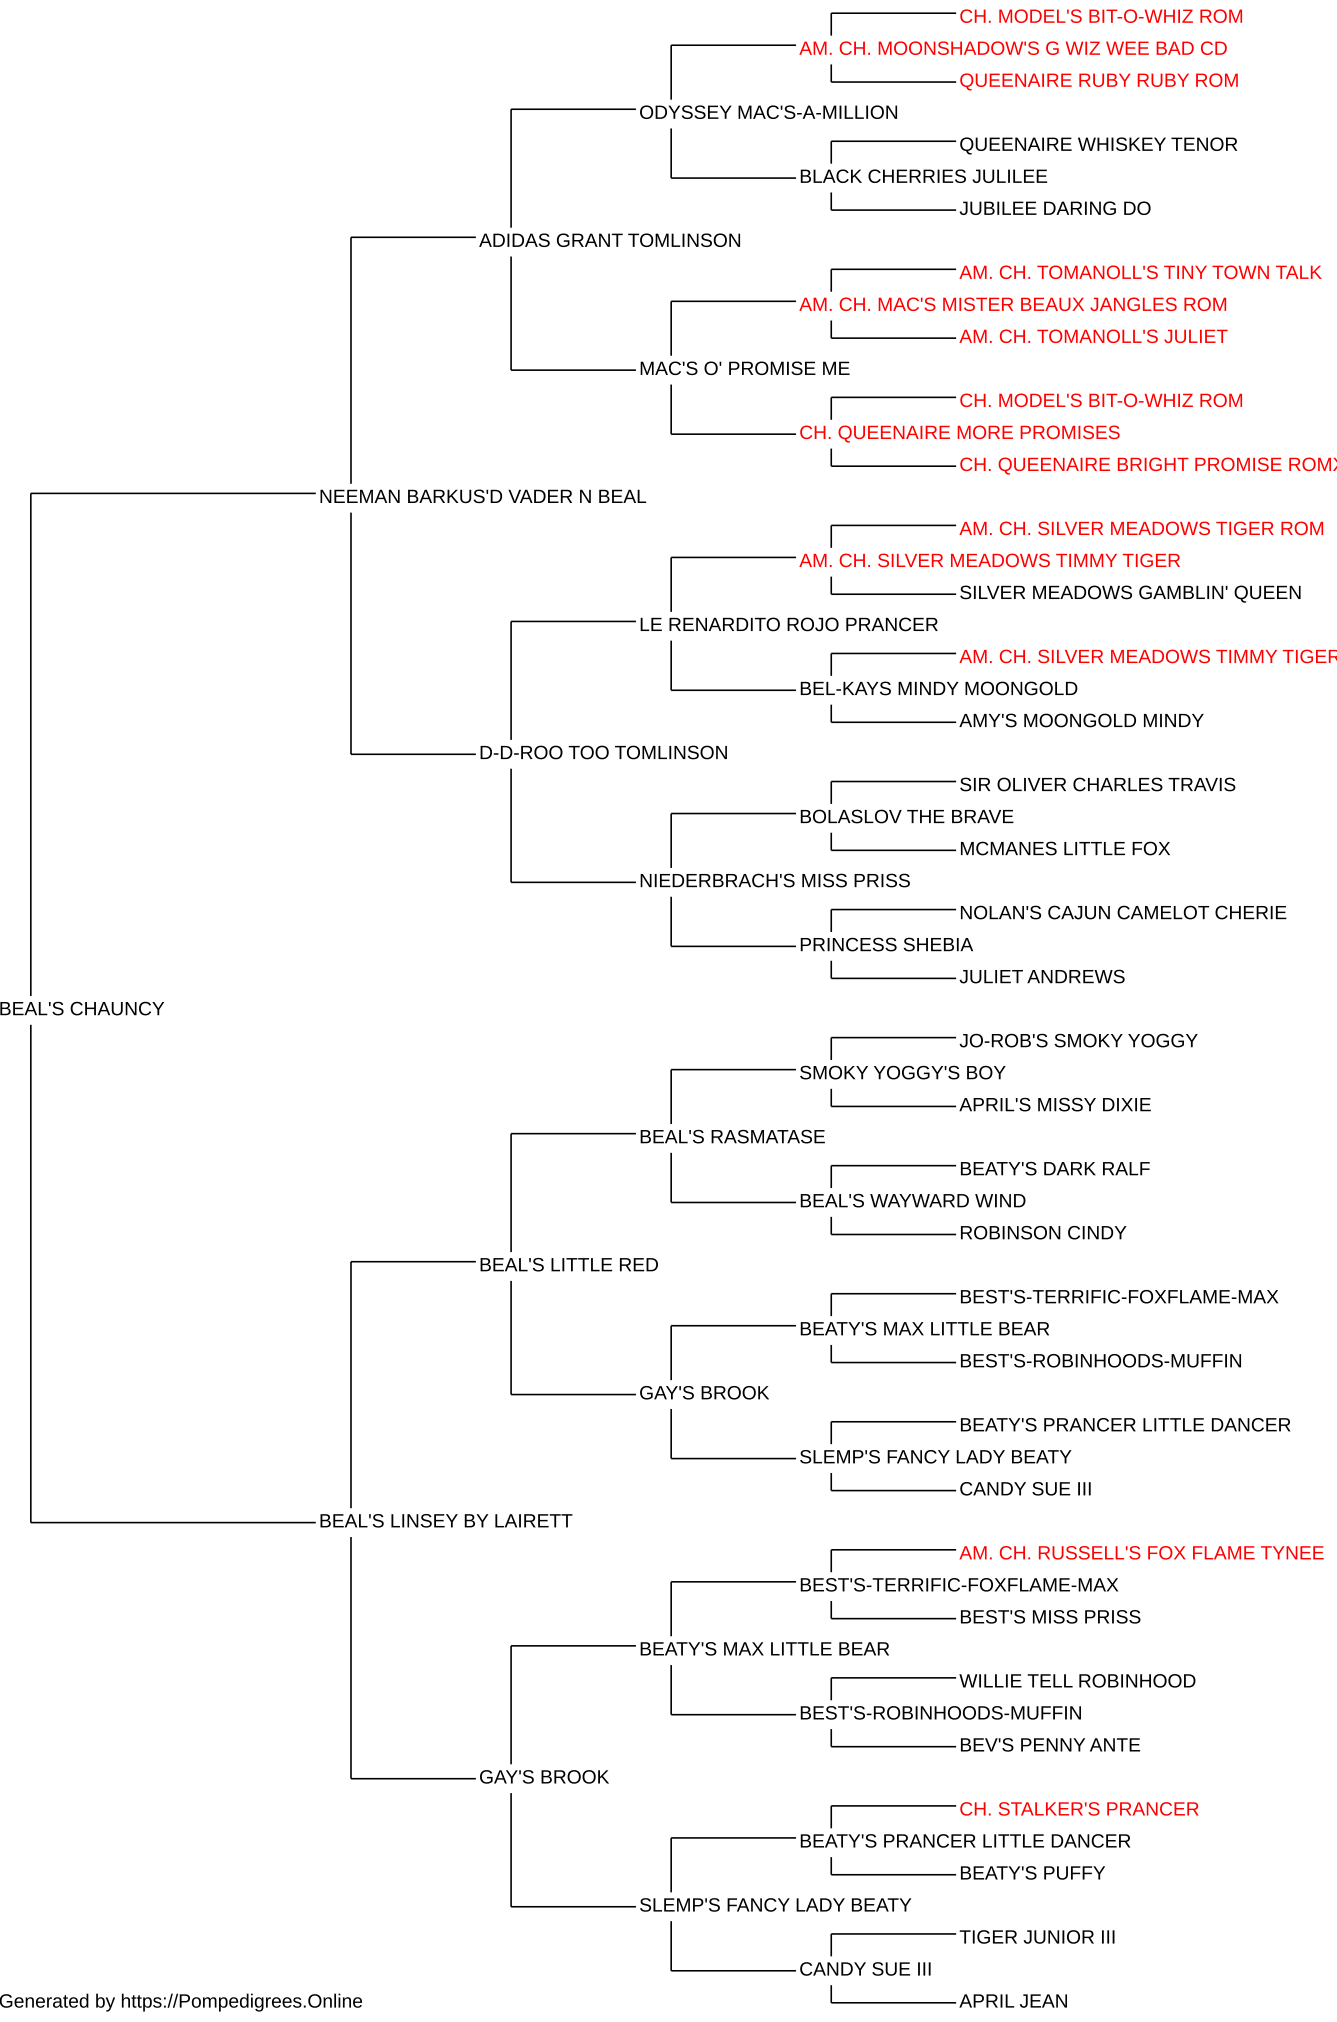 CH. MODEL'S BIT-O-WHIZ ROM
AM. CH. MOONSHADOW'S G WIZ WEE BAD CD
QUEENAIRE RUBY RUBY ROM
ODYSSEY MAC'S-A-MILLION
QUEENAIRE WHISKEY TENOR
BLACK CHERRIES JULILEE
JUBILEE DARING DO
ADIDAS GRANT TOMLINSON
AM. CH. TOMANOLL'S TINY TOWN TALK
AM. CH. MAC'S MISTER BEAUX JANGLES ROM
AM. CH. TOMANOLL'S JULIET
MAC'S O' PROMISE ME
CH. MODEL'S BIT-O-WHIZ ROM
CH. QUEENAIRE MORE PROMISES
CH. QUEENAIRE BRIGHT PROMISE ROMX
NEEMAN BARKUS'D VADER N BEAL
AM. CH. SILVER MEADOWS TIGER ROM
AM. CH. SILVER MEADOWS TIMMY TIGER
SILVER MEADOWS GAMBLIN' QUEEN
LE RENARDITO ROJO PRANCER
AM. CH. SILVER MEADOWS TIMMY TIGER
BEL-KAYS MINDY MOONGOLD
AMY'S MOONGOLD MINDY
D-D-ROO TOO TOMLINSON
SIR OLIVER CHARLES TRAVIS
BOLASLOV THE BRAVE
MCMANES LITTLE FOX
NIEDERBRACH'S MISS PRISS
NOLAN'S CAJUN CAMELOT CHERIE
PRINCESS SHEBIA
JULIET ANDREWS
BEAL'S CHAUNCY
JO-ROB'S SMOKY YOGGY
SMOKY YOGGY'S BOY
APRIL'S MISSY DIXIE
BEAL'S RASMATASE
BEATY'S DARK RALF
BEAL'S WAYWARD WIND
ROBINSON CINDY
BEAL'S LITTLE RED
BEST'S-TERRIFIC-FOXFLAME-MAX
BEATY'S MAX LITTLE BEAR
BEST'S-ROBINHOODS-MUFFIN
GAY'S BROOK
BEATY'S PRANCER LITTLE DANCER
SLEMP'S FANCY LADY BEATY
CANDY SUE III
BEAL'S LINSEY BY LAIRETT
AM. CH. RUSSELL'S FOX FLAME TYNEE
BEST'S-TERRIFIC-FOXFLAME-MAX
BEST'S MISS PRISS
BEATY'S MAX LITTLE BEAR
WILLIE TELL ROBINHOOD
BEST'S-ROBINHOODS-MUFFIN
BEV'S PENNY ANTE
GAY'S BROOK
CH. STALKER'S PRANCER
BEATY'S PRANCER LITTLE DANCER
BEATY'S PUFFY
SLEMP'S FANCY LADY BEATY
TIGER JUNIOR III
CANDY SUE III
APRIL JEAN
Generated by https://Pompedigrees.Online